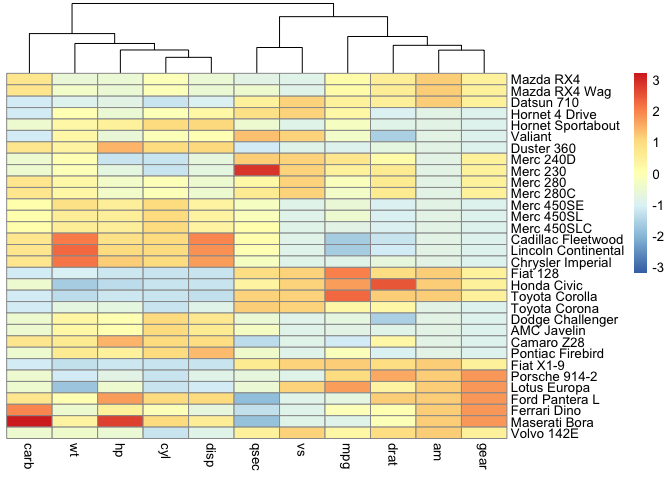 Mazda RX4
Mazda RX4 Wag
Datsun 710
Hornet 4 Drive
Hornet Sportabout
Valiant
Duster 360
Merc 240D
Merc 230
Merc 280
Merc 280C
Merc 450SE
Merc 450SL
Merc 450SLC
Cadillac Fleetwood
Lincoln Continental
Chrysler Imperial
Fiat 128
Honda Civic
Toyota Corolla
Toyota Corona
Dodge Challenger
AMC Javelin
Camaro Z28
Pontiac Firebird
Fiat X1-9
Porsche 914-2
Lotus Europa
Ford Pantera L
Ferrari Dino
Maserati Bora
Volvo 142E
3
2
1
0
-1
-2
-3
carb
wt
hp
cyl
disp
qsec
vs
mpg
drat
am
gear